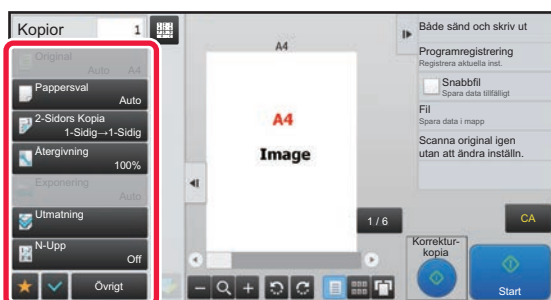 Kopior 1
Original
Auto A4
Pappersval
Auto
2-Sidors Kopia
1-Sidig→1-Sidig
Återgivning
100%
Exponering
Auto
Utmatning
N-Upp
Off
Övrigt
A4
A4
Image
1 / 6
Både sänd och skriv ut
Programregistrering
Registrera aktuella inst.
Snabbfil
Spara data tillfälligt
Fil
Spara data i mapp
Scanna original igen
utan att ändra inställn.
CA
Korrektur-
kopia
Start